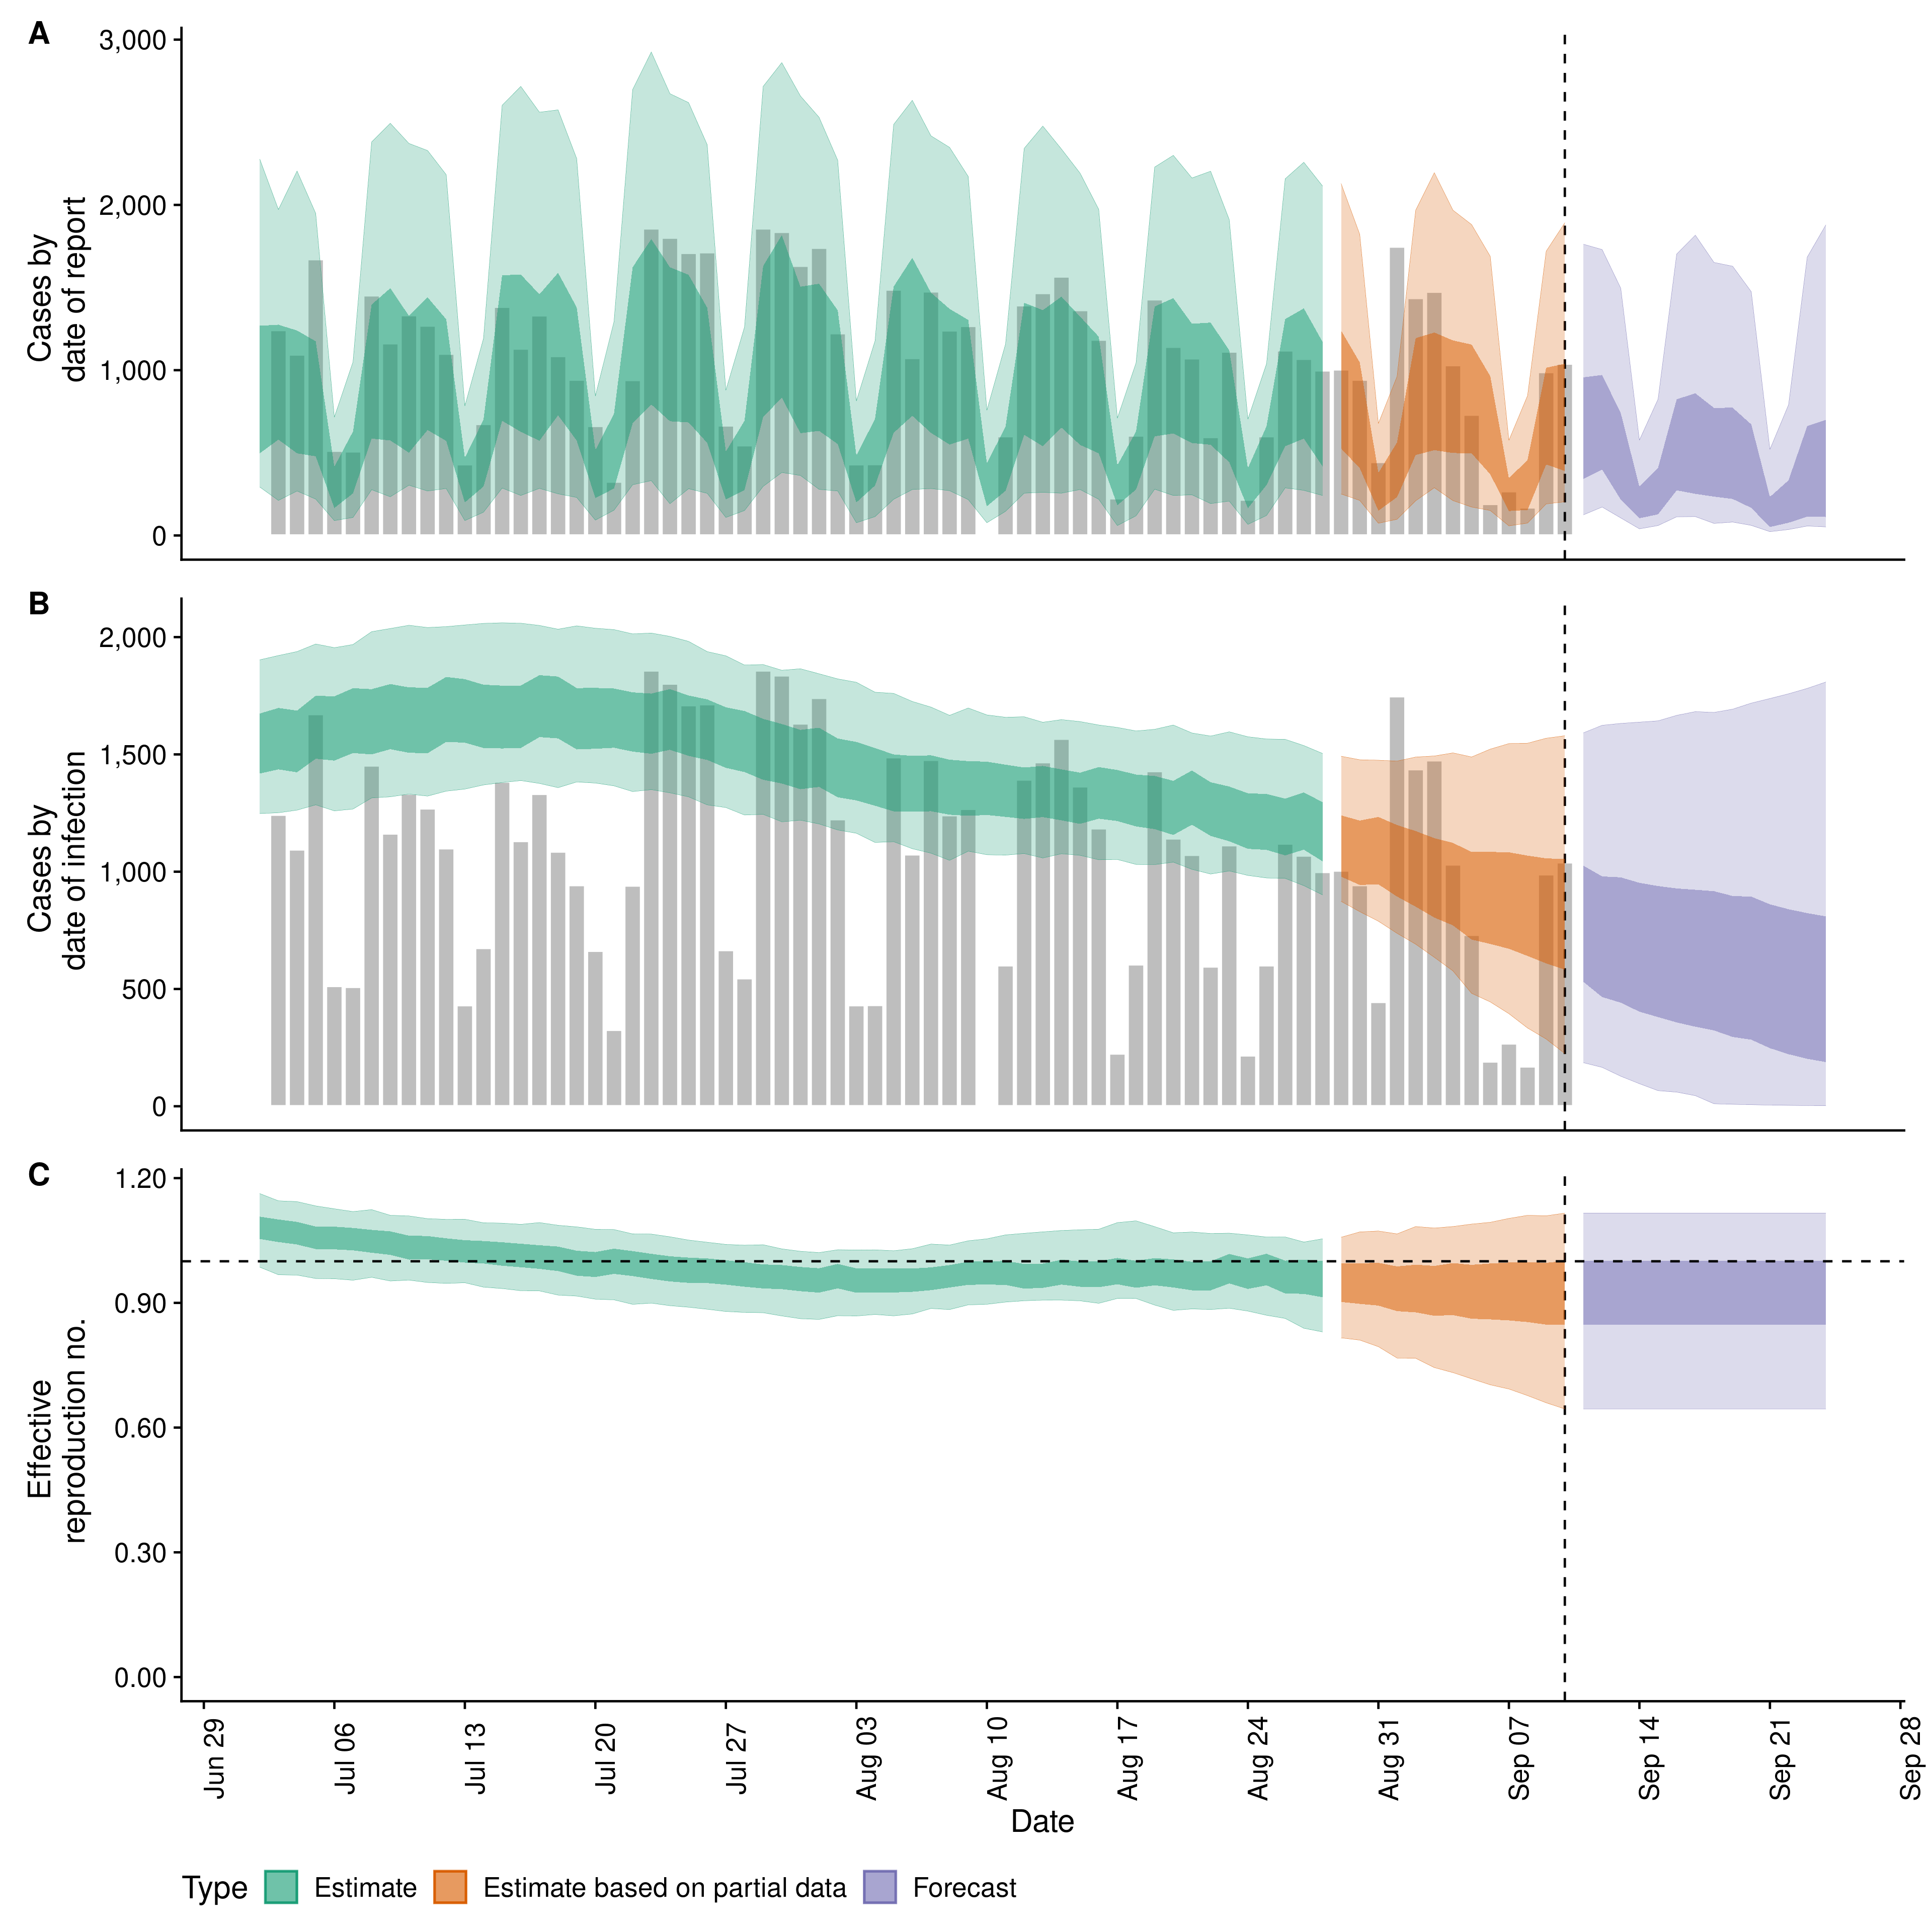 A
3,000
2,000
1,000
0
Cases by
date of report
B
2,000
1,500
1,000
500
0
Cases by
date of infection
C
1.20
0.90
0.60
0.30
0.00
Effective
reproduction no.
Jun 29
Jul 06
Jul 13
Jul 20
Jul 27
Aug 03
Aug 10
Aug 17
Aug 24
Aug 31
Sep 07
Sep 14
Sep 21
Sep 28
Date
Type Estimate Estimate based on partial data Forecast